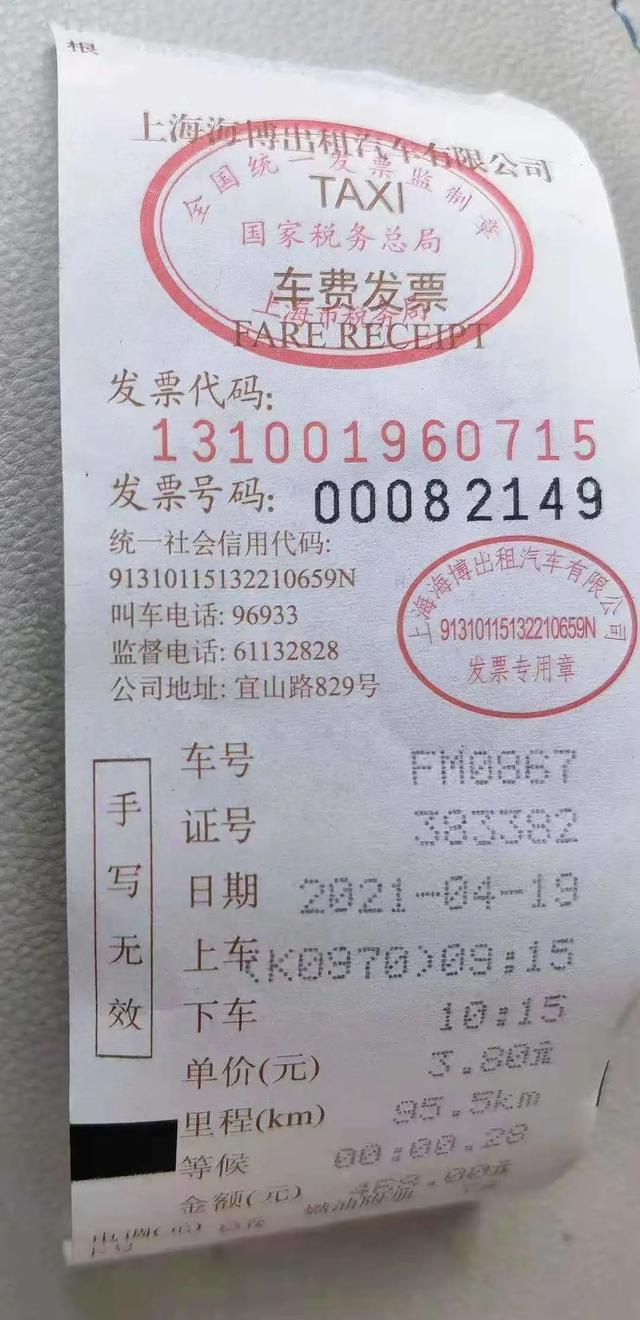 根
上海海博出租汽车有限公司
全国统一发票监制章
TAXI
国家税务总局
车费发票
上海市税务局
FARE RECEIPT
发票代码:
131001960715
发票号码: 00082149
统一社会信用代码:
91310115132210659N
叫车电话: 96933
监督电话: 61132828
公司地址: 宜山路829号
上海海博出租汽车有限公司
91310115132210659N
发票专用章
手写无效
车号 FM0867
证号 383382
日期 2021-04-19
上车(K0970)09:15
下车 10:15
单价(元) 3.80元
里程(km) 95.5km
等候 00:00.28
金额(元)